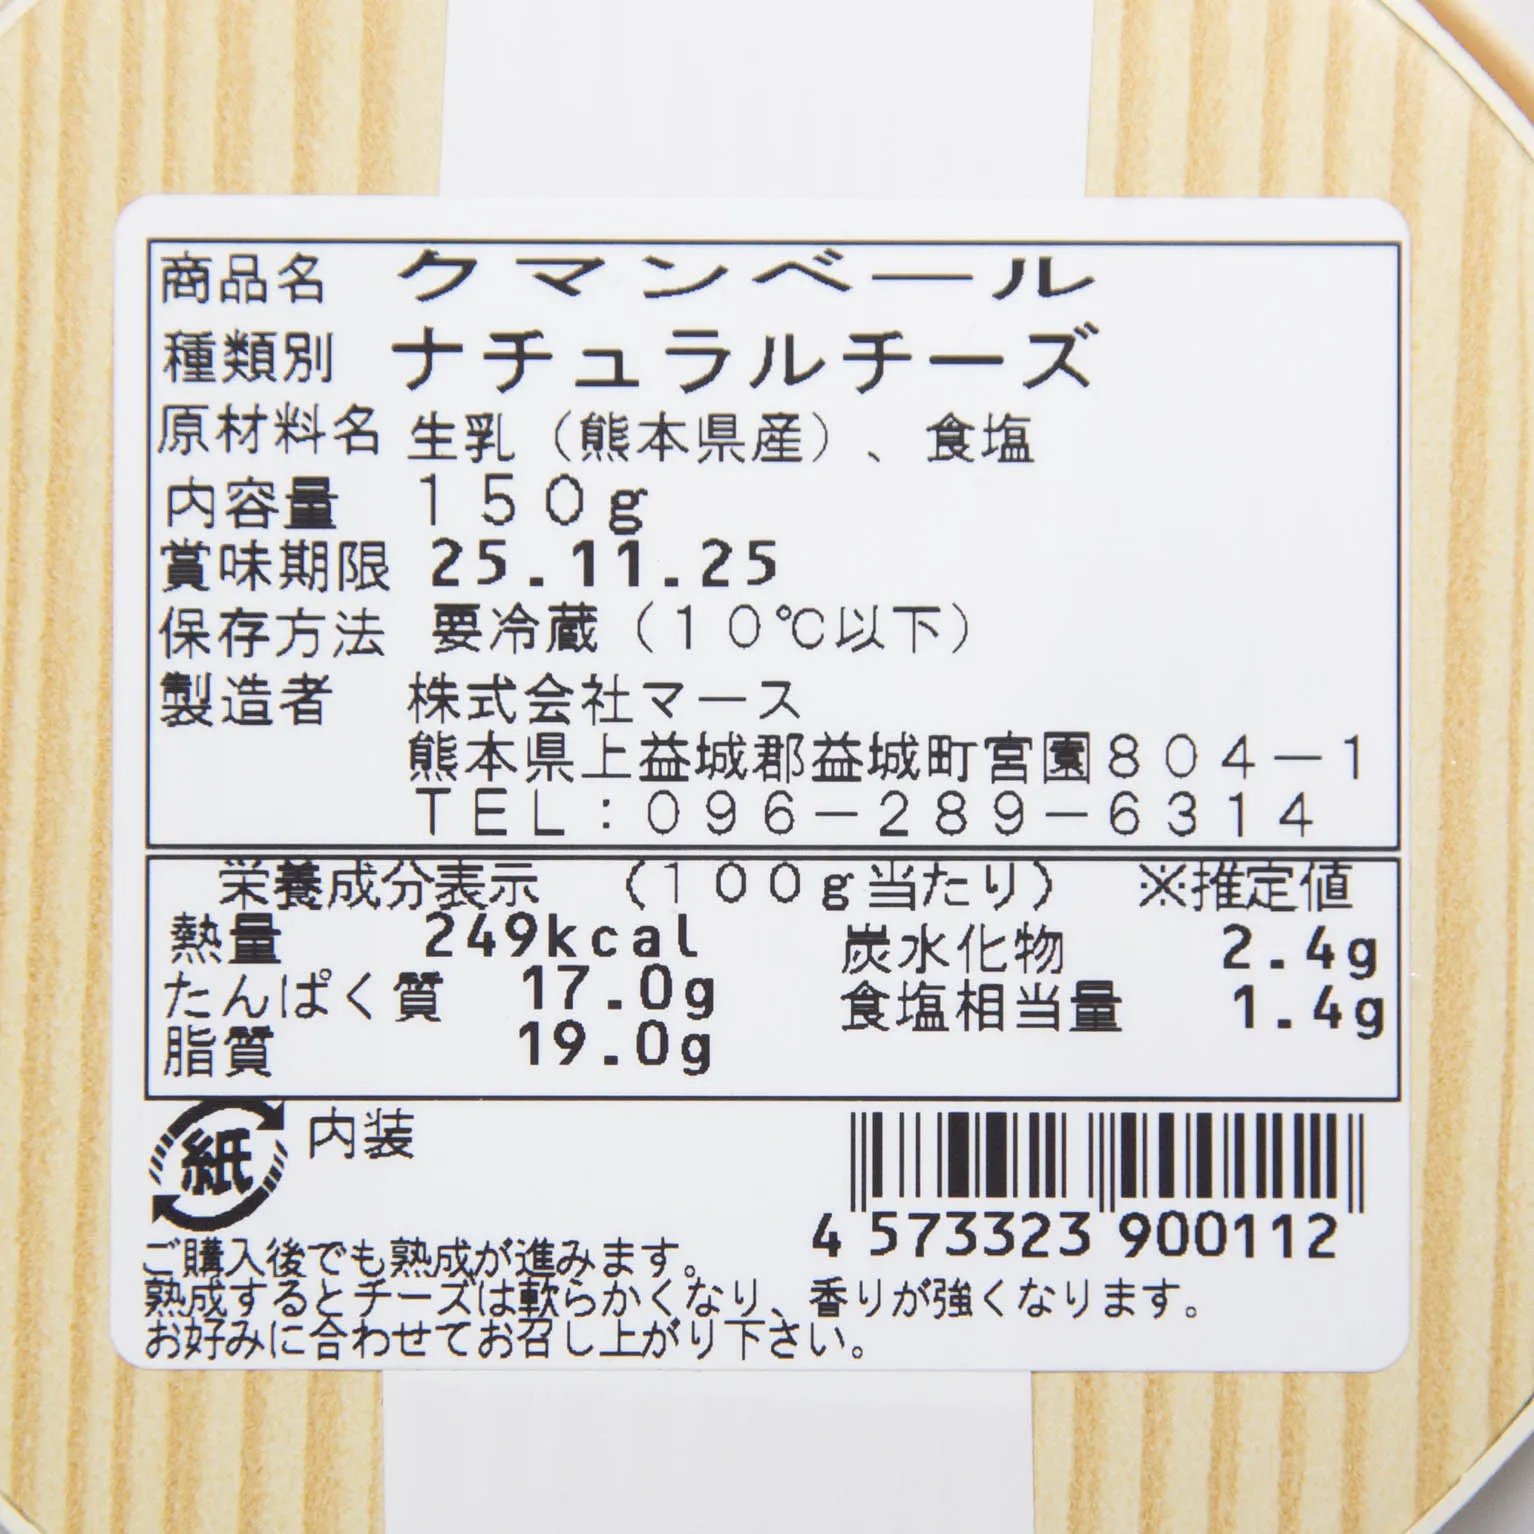 商品名 クマンベール
種類別 ナチュラルチーズ
原材料名 生乳(熊本県産)、食塩
内容量 150g
賞味期限 25.11.25
保存方法 要冷蔵(10℃以下)
製造者 株式会社マース
熊本県上益城郡益城町宮園804-1
TEL:096-289-6314
栄養成分表示 (100g当たり) ※推定値
熱量 249kcal 炭水化物 2.4g
たんぱく質 17.0g 食塩相当量 1.4g
脂質 19.0g
紙 内装
4 573323 900112
ご購入後でも熟成が進みます。
熟成するとチーズは軟らかくなり、香りが強くなります。
お好みに合わせてお召し上がり下さい。